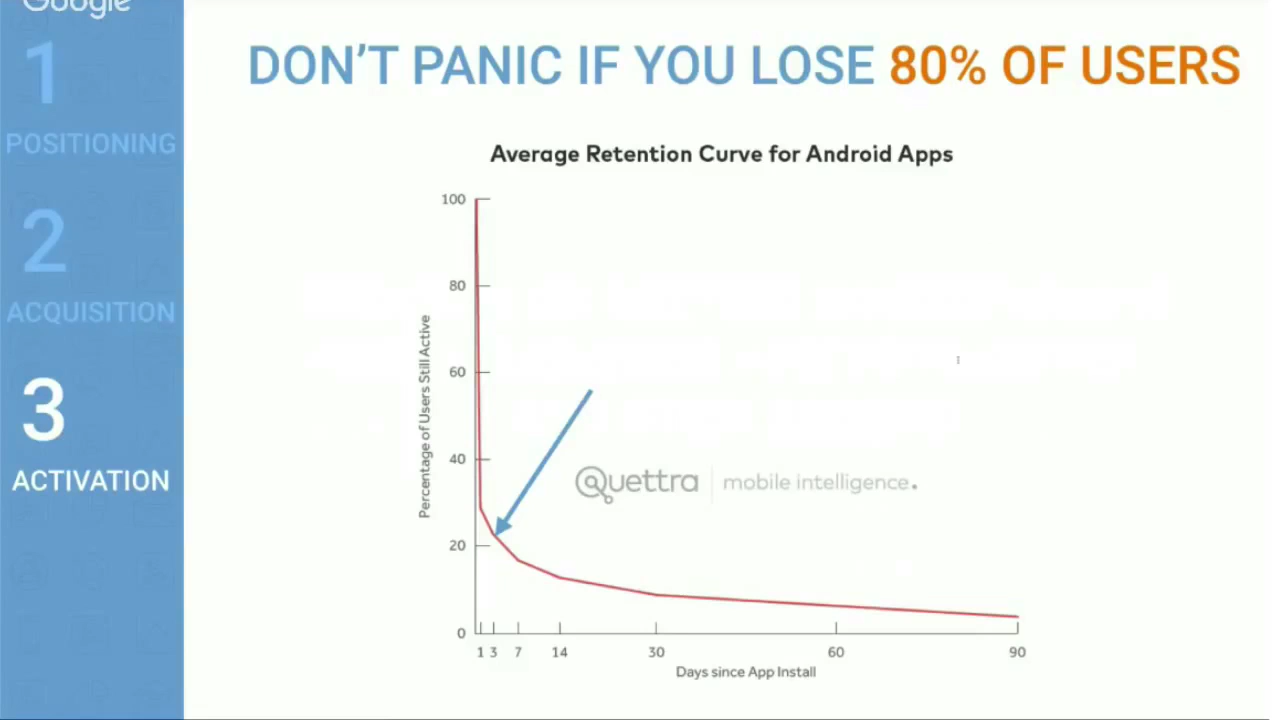 Google
1
POSITIONING
2
ACQUISITION
3
ACTIVATION
DON'T PANIC IF YOU LOSE 80% OF USERS
Average Retention Curve for Android Apps
100
80
60
40
20
0
Percentage of Users Still Active
1 3 7 14 30 60 90
Days since App Install
Quettra | mobile intelligence.